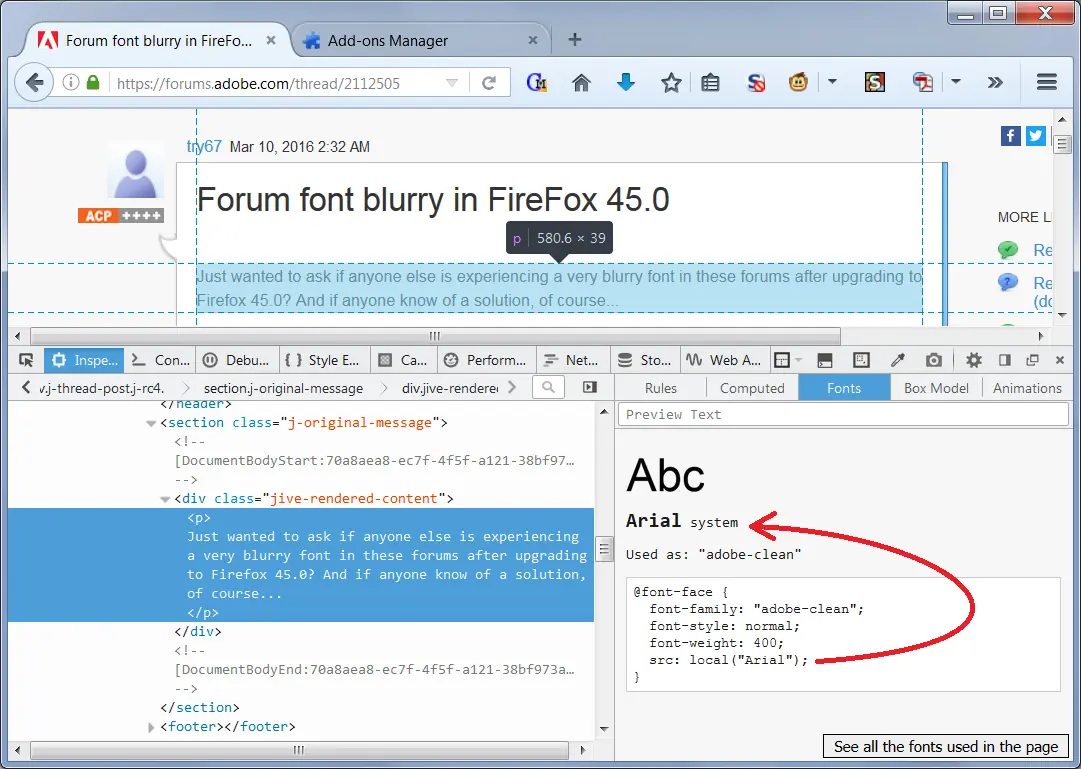 Forum font blurry in FireFo...
Add-ons Manager
https://forums.adobe.com/thread/2112505
try67 Mar 10, 2016 2:32 AM
ACP
Forum font blurry in FireFox 45.0
p 580.6 × 39
Just wanted to ask if anyone else is experiencing a very blurry font in these forums after upgrading to
Firefox 45.0? And if anyone know of a solution, of course...
MORE LI
Re
Re
(do
Inspe... Con... Debu... { } Style E... Ca... Perform... Net... Sto... Web A...
v.j-thread-post.j-rc4. section.j-original-message div.jive-rendere
Rules Computed Fonts Box Model Animations
</header>
<section class="j-original-message">
<!--
[DocumentBodyStart:70a8aea8-ec7f-4f5f-a121-38bf97...
-->
<div class="jive-rendered-content">
<p>
Just wanted to ask if anyone else is experiencing
a very blurry font in these forums after upgrading
to Firefox 45.0? And if anyone know of a solution,
of course...
</p>
</div>
<!--
[DocumentBodyEnd:70a8aea8-ec7f-4f5f-a121-38bf973a...
-->
</section>
<footer></footer>
Preview Text
Abc
Arial system
Used as: "adobe-clean"
@font-face {
font-family: "adobe-clean";
font-style: normal;
font-weight: 400;
src: local("Arial");
}
See all the fonts used in the page